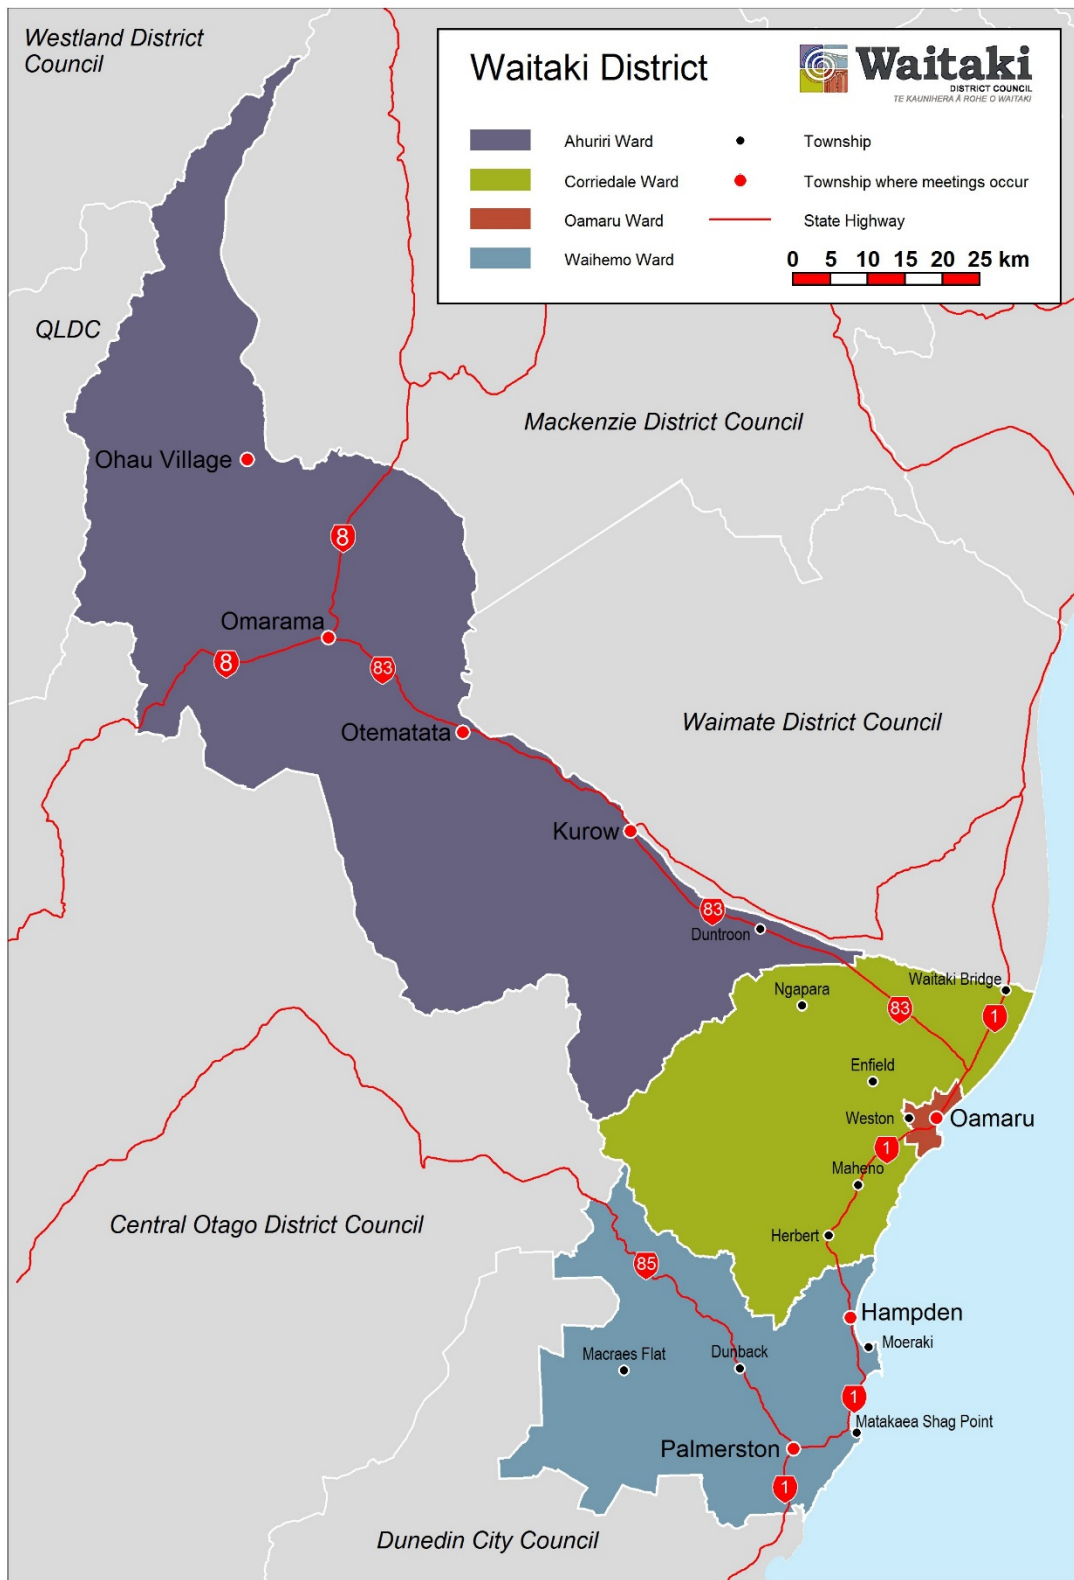 Westland District
Council
Waitaki District
Waitaki
DISTRICT COUNCIL
TE KAUNIHERA Ā ROHE O WAITAKI
Ahuriri Ward
Township
Corriedale Ward
Township where meetings occur
Oamaru Ward
State Highway
Waihemo Ward
0 5 10 15 20 25 km
QLDC
Mackenzie District Council
Ohau Village
8
Omarama
8
83
Waimate District Council
Otematata
Kurow
83
Duntroon
Ngapara
Waitaki Bridge
83
1
Enfield
Weston
Oamaru
1
Maheno
Central Otago District Council
Herbert
85
Hampden
Moeraki
Macraes Flat
Dunback
1
Matakaea Shag Point
Palmerston
1
Dunedin City Council